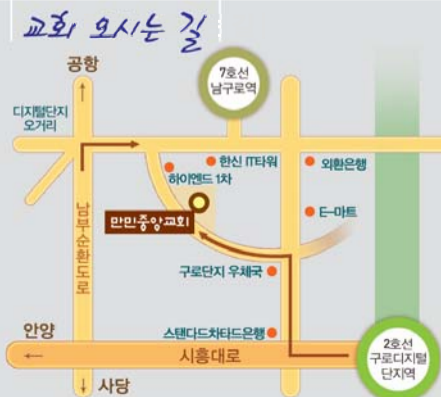 교회 오시는 길
공항
7호선
남구로역
디지털단지
오거리
한신 IT타워
외환은행
하이엔드 1차
E-마트
만민중앙교회
남부순환도로
구로단지 우체국
안양
스탠다드차타드은행
시흥대로
2호선
구로디지털
단지역
사당